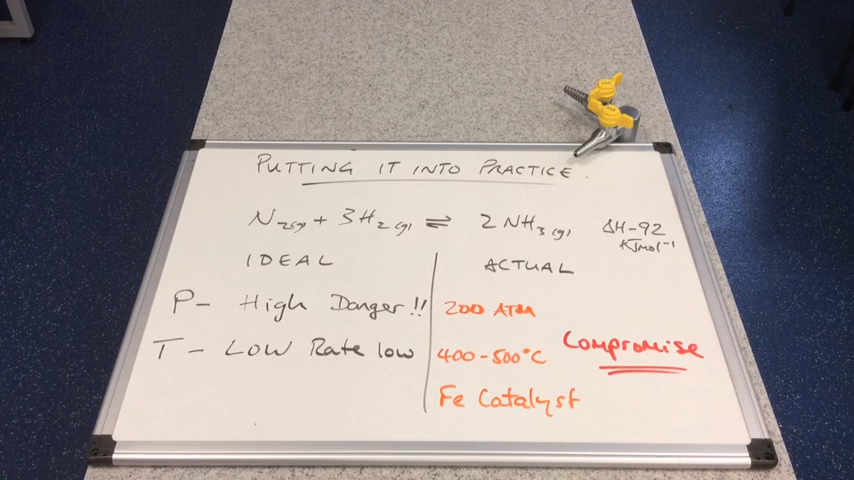 PUTTING IT INTO PRACTICE.
N₂(g) + 3H₂(g) ⇌ 2NH₃(g) ΔH-92
KJmol⁻¹
IDEAL ACTUAL
P- High Danger!! 200 ATM
T- LOW Rate low 400-500°C Compromise
Fe Catalyst